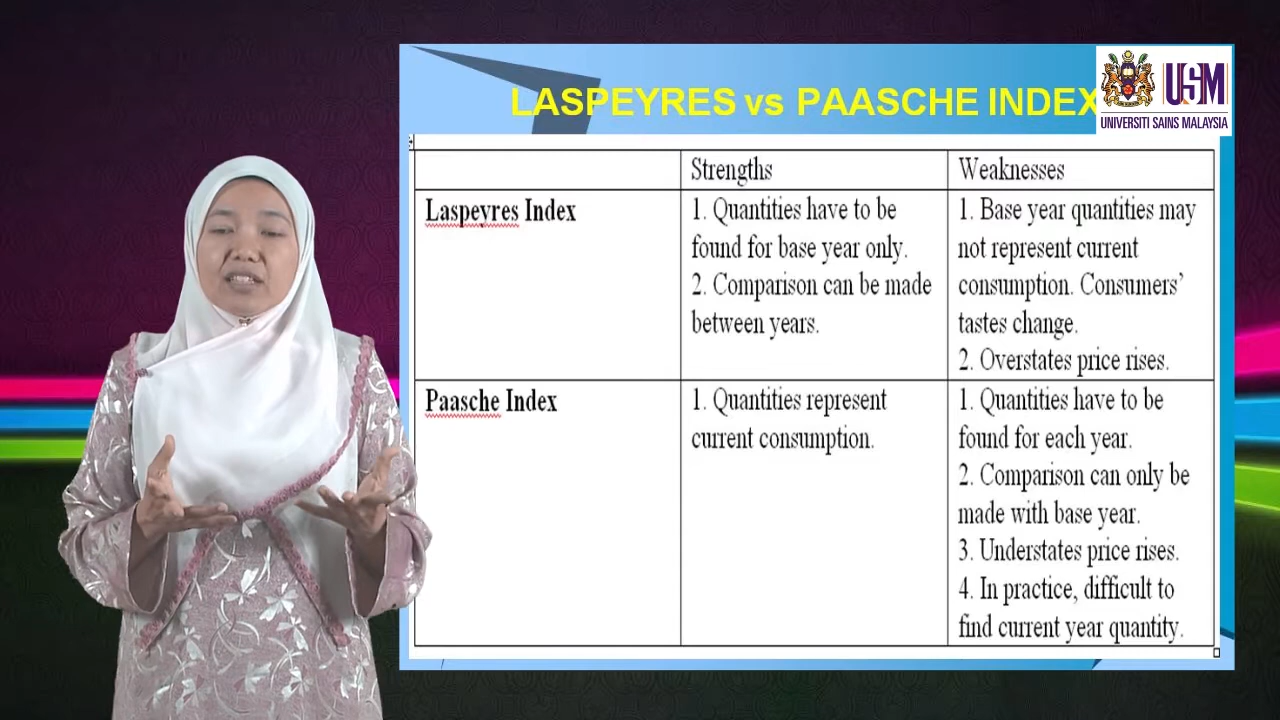 LASPEYRES vs PAASCHE INDEX
USM
UNIVERSITI SAINS MALAYSIA
Strengths
Weaknesses
Laspeyres Index
1. Quantities have to be
found for base year only.
2. Comparison can be made
between years.
1. Base year quantities may
not represent current
consumption. Consumers’
tastes change.
2. Overstates price rises.
Paasche Index
1. Quantities represent
current consumption.
1. Quantities have to be
found for each year.
2. Comparison can only be
made with base year.
3. Understates price rises.
4. In practice, difficult to
find current year quantity.